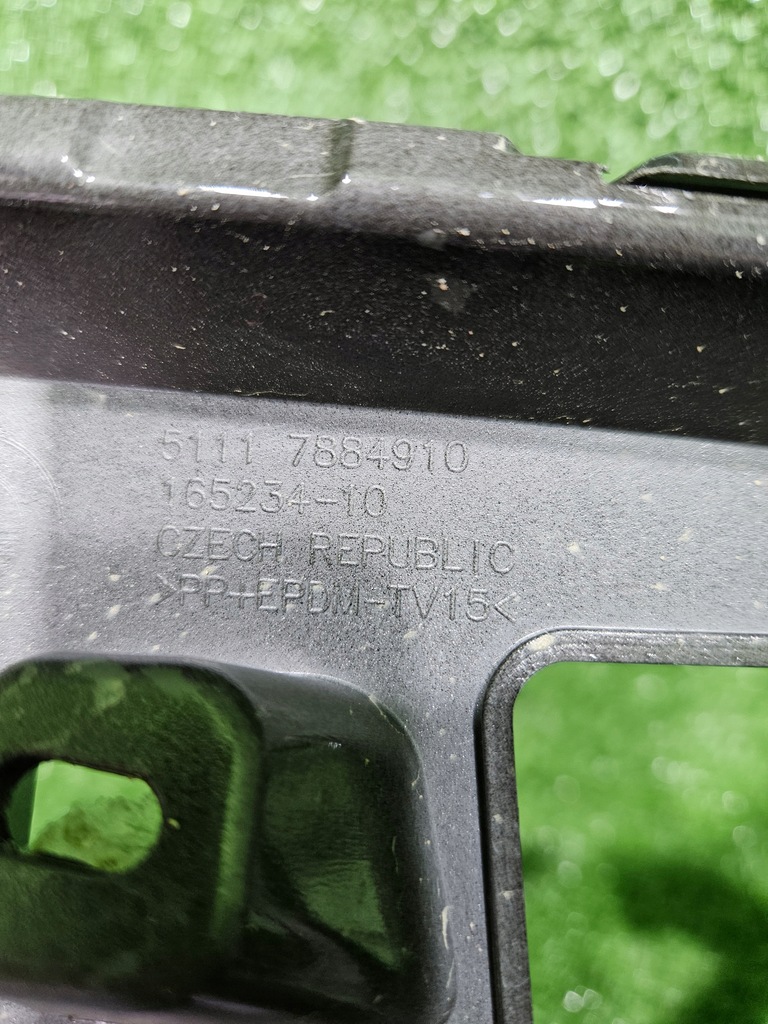 5111 7884910
165234-10
CZECH REPUBLIC
>PP+EPDM-TV15<